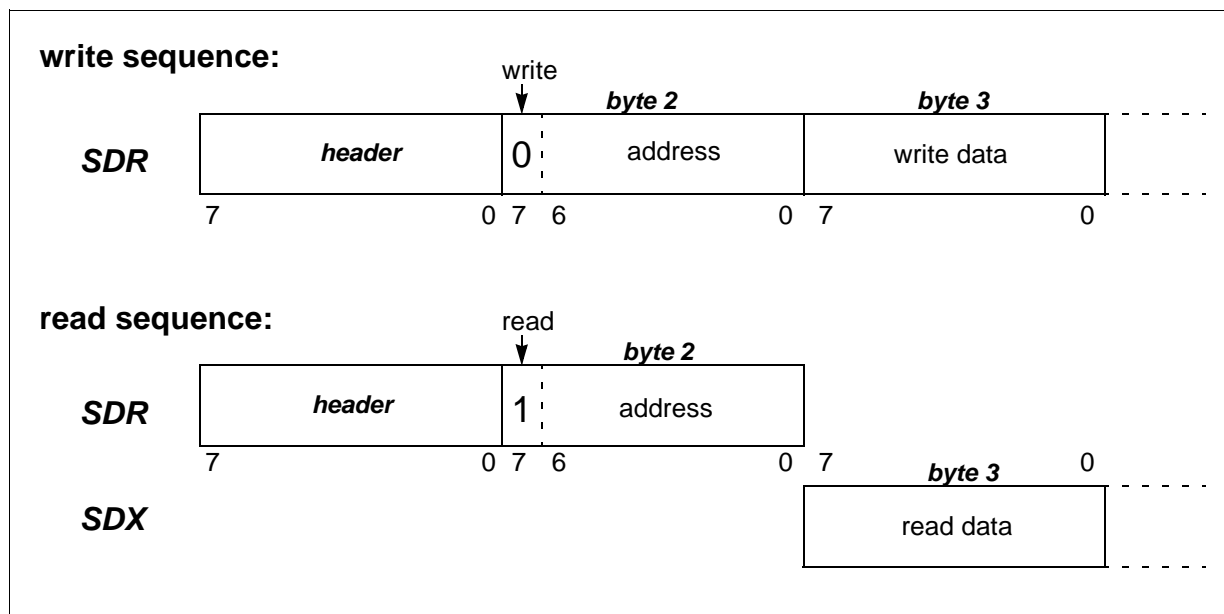 write sequence:
write
byte 2 byte 3
SDR header 0 address write data
7 0 7 6 0 7 0
read sequence:
read
byte 2
SDR header 1 address
7 0 7 6 0 7 0
byte 3
SDX read data